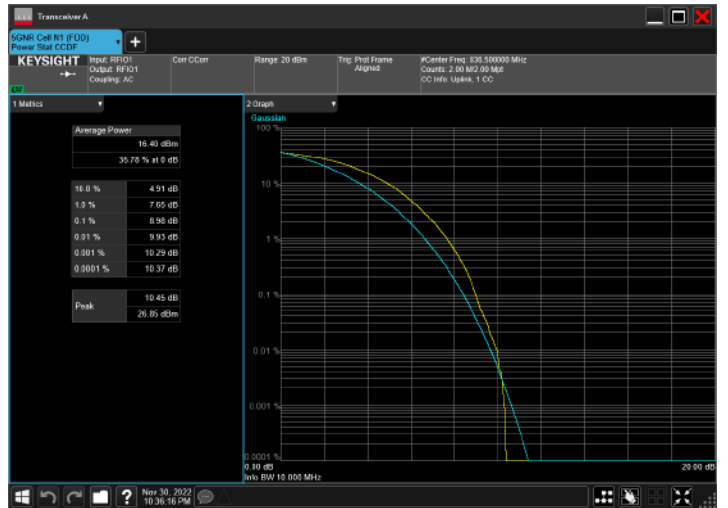 Transceiver A
5GNR Cell N1 (FDD)
Power Stat CCDF
KEYSIGHT
Input: RFIO1
Output: RFIO1
Coupling: AC
Corr CCorr
Range: 20 dBm
Trig: Prot Frame
Aligned
#Center Freq: 836.500000 MHz
Counts: 2.00 M/2.00 Mpt
CC Info: Uplink, 1 CC
1 Metrics
Average Power
16.40 dBm
35.78 % at 0 dB
10.0 % 4.91 dB
1.0 % 7.65 dB
0.1 % 8.98 dB
0.01 % 9.93 dB
0.001 % 10.29 dB
0.0001 % 10.37 dB
Peak 10.45 dB
26.85 dBm
2 Graph
Gaussian
100 %
10 %
1 %
0.1 %
0.01 %
0.001 %
0.0001 %
0.00 dB
20.00 dB
Info BW 10.000 MHz
?
Nov 30, 2022
10:36:16 PM